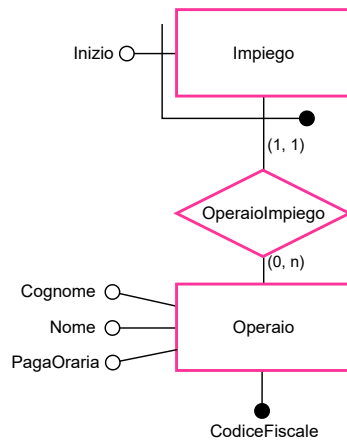 Inizio
Impiego
(1, 1)
OperaioImpiego
(0, n)
Cognome
Nome
Operaio
PagaOraria
CodiceFiscale